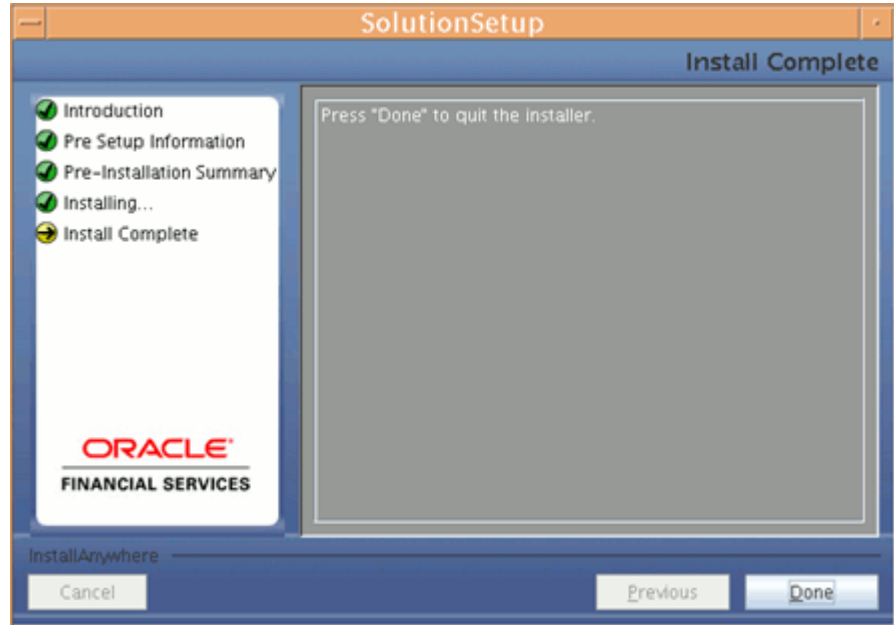 SolutionSetup
Install Complete
Introduction
Pre Setup Information
Pre-Installation Summary
Installing...
Install Complete
Press "Done" to quit the installer.
ORACLE
FINANCIAL SERVICES
InstallAnywhere
Cancel
Previous
Done